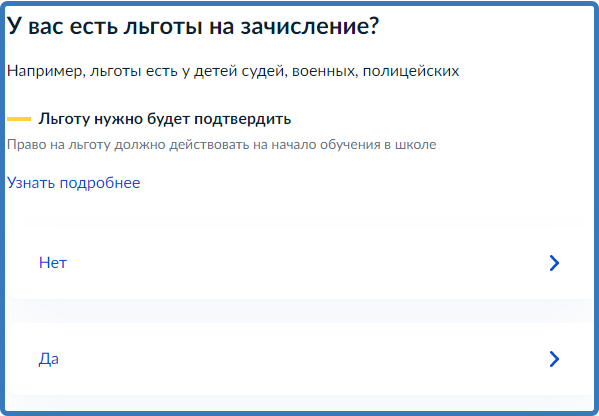 У вас есть льготы на зачисление?
Например, льготы есть у детей судей, военных, полицейских
Льготу нужно будет подтвердить
Право на льготу должно действовать на начало обучения в школе
Узнать подробнее
Нет
Да